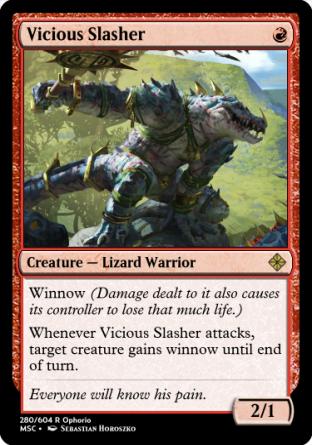 Vicious Slasher
Creature — Lizard Warrior
Winnow (Damage dealt to it also causes
its controller to lose that much life.)
Whenever Vicious Slasher attacks,
target creature gains winnow until end
of turn.
Everyone will know his pain.
2/1
280/604 R Ophorio
MSC • Sebastian Horoszko